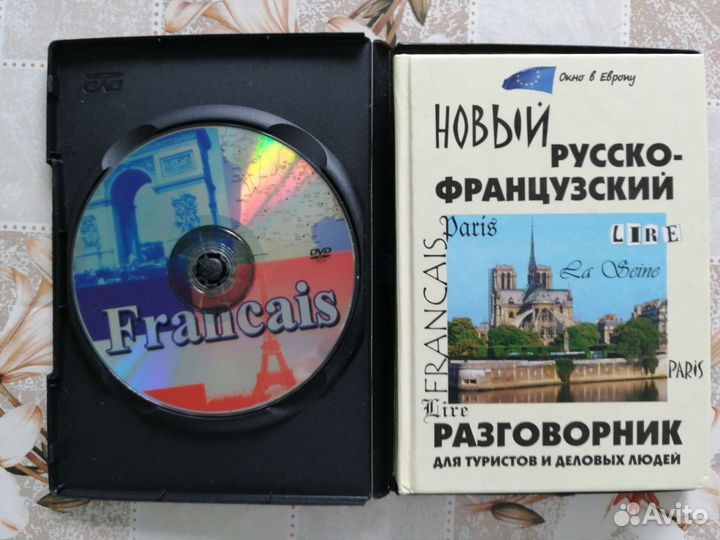 DVD
DVD
Francais
Окно в Европу
НОВЫЙ
РУССКО-
ФРАНЦУЗСКИЙ
Paris
LIRE
La Seine
FRANCAIS
PARIS
Lire
РАЗГОВОРНИК
ДЛЯ ТУРИСТОВ И ДЕЛОВЫХ ЛЮДЕЙ
Avito